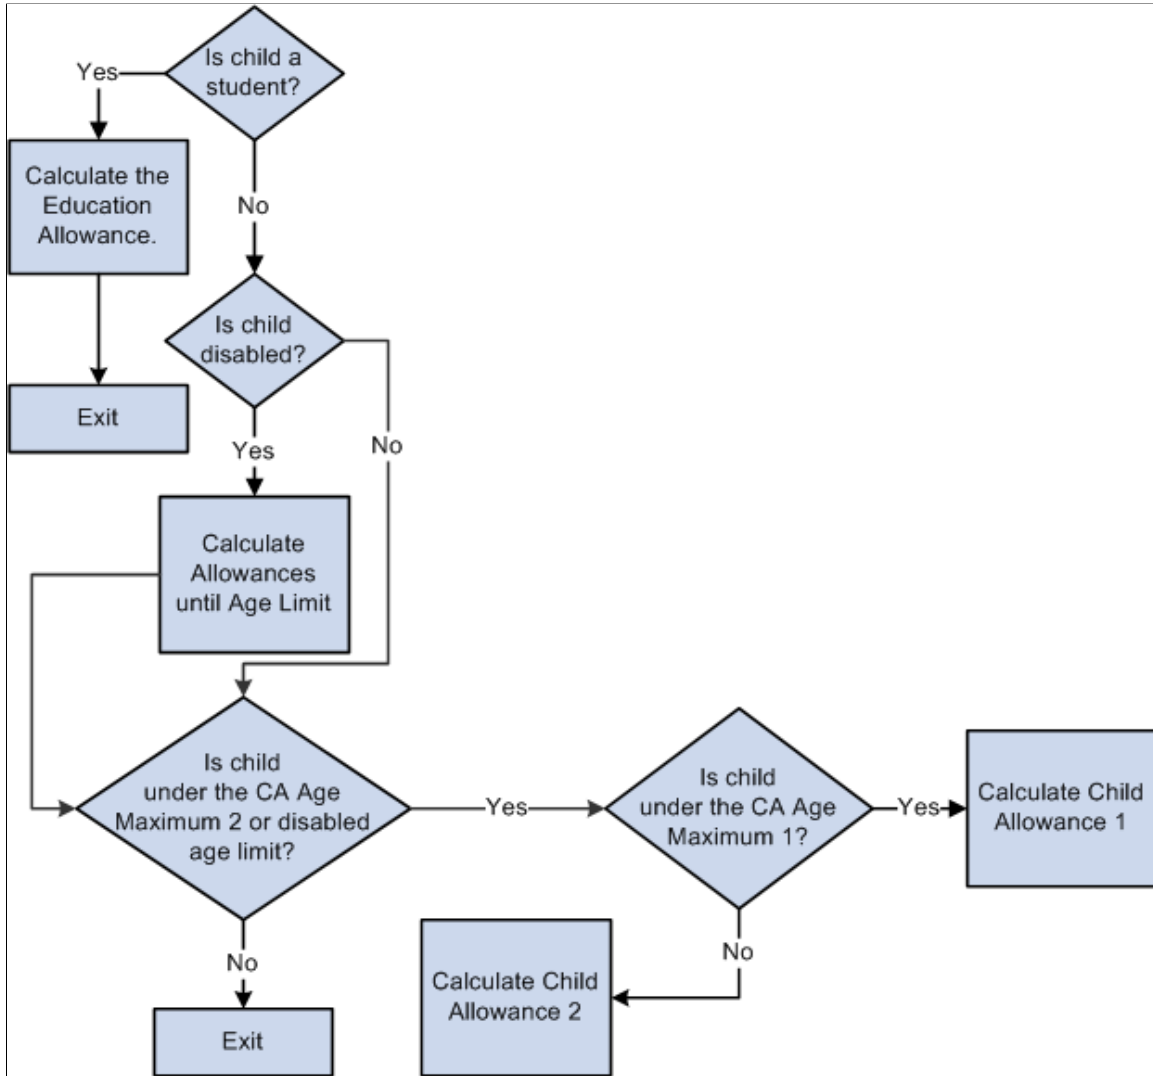 Is child a
student?
Yes
Calculate the
Education
Allowance.
No
Is child
disabled?
Exit
No
Yes
Calculate
Allowances
until Age Limit
Is child
under the CA Age
Maximum 2 or disabled
age limit?
Yes
Is child
under the CA Age
Maximum 1?
Yes
Calculate Child
Allowance 1
No
No
Calculate Child
Allowance 2
Exit